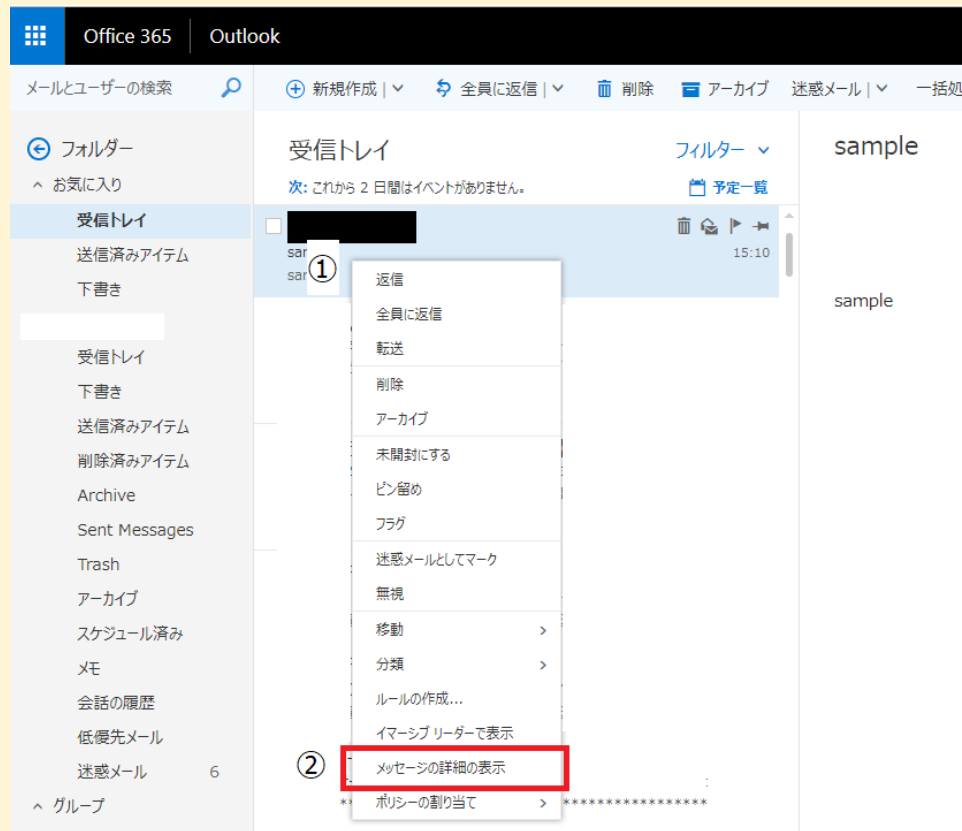 Office 365 Outlook
メールとユーザーの検索
新規作成 | 全員に返信 | 削除 アーカイブ 迷惑メール | 一括処
フォルダー
お気に入り
受信トレイ
送信済みアイテム
下書き
受信トレイ
下書き
送信済みアイテム
削除済みアイテム
Archive
Sent Messages
Trash
アーカイブ
スケジュール済み
メモ
会話の履歴
低優先メール
迷惑メール 6
グループ
受信トレイ フィルター
次: これから 2 日間はイベントがありません。 予定一覧
15:10
①
返信
全員に返信
転送
削除
アーカイブ
未開封にする
ピン留め
フラグ
迷惑メールとしてマーク
無視
移動 >
分類 >
ルールの作成...
イマーシブ リーダーで表示
② メッセージの詳細の表示
ポリシーの割り当て >
sample
sample